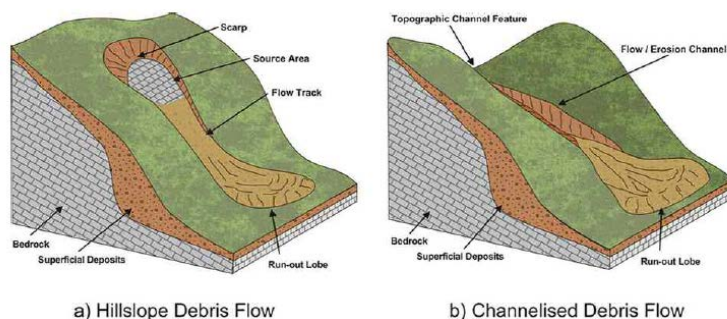 Scarp
Source Area
Flow Track
Bedrock
Superficial Deposits
Run-out Lobe
a) Hillslope Debris Flow
Topographic Channel Feature
Flow / Erosion Channel
Bedrock
Superficial Deposits
Run-out Lobe
b) Channelised Debris Flow